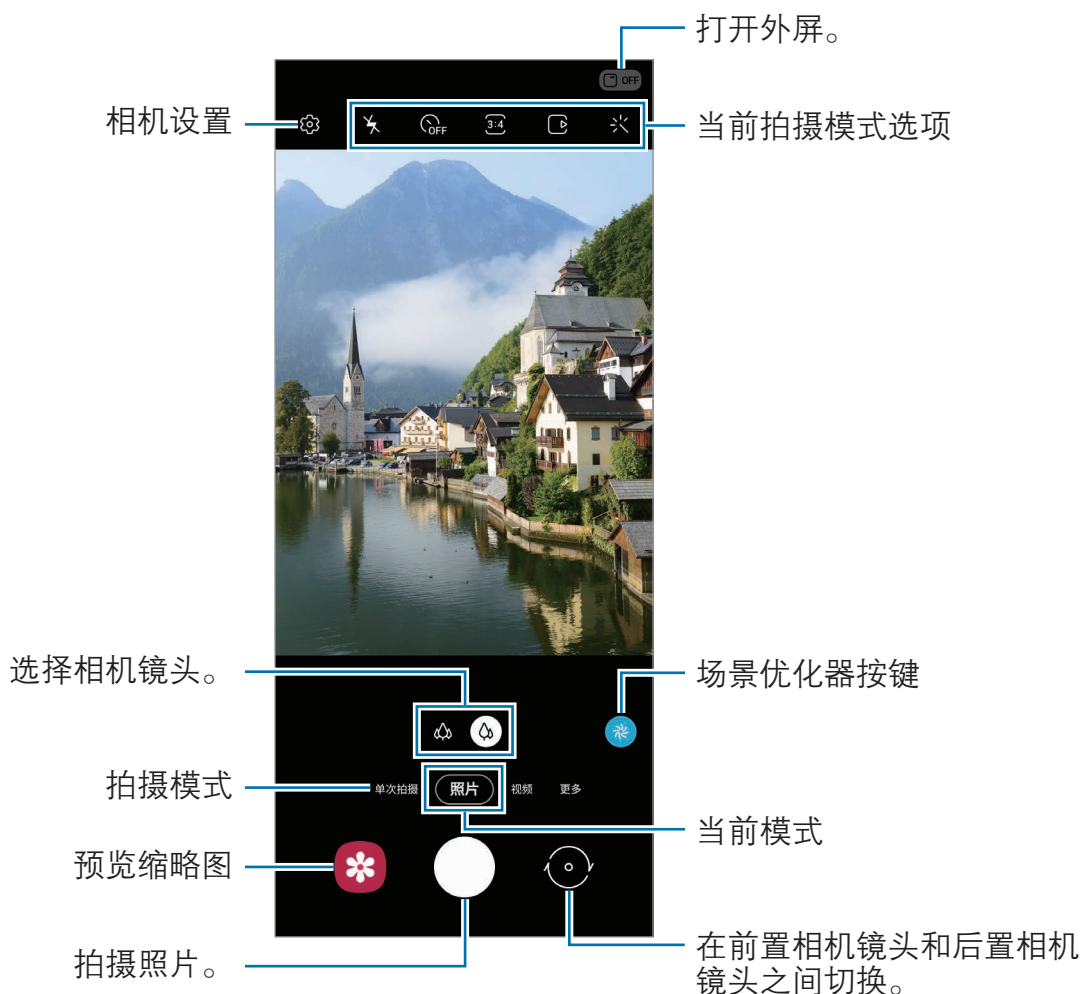 打开外屏。
OFF
相机设置
OFF
3:4
当前拍摄模式选项
选择相机镜头。
场景优化器按键
拍摄模式
单次拍摄
照片
视频
更多
当前模式
预览缩略图
拍摄照片。
在前置相机镜头和后置相机
镜头之间切换。